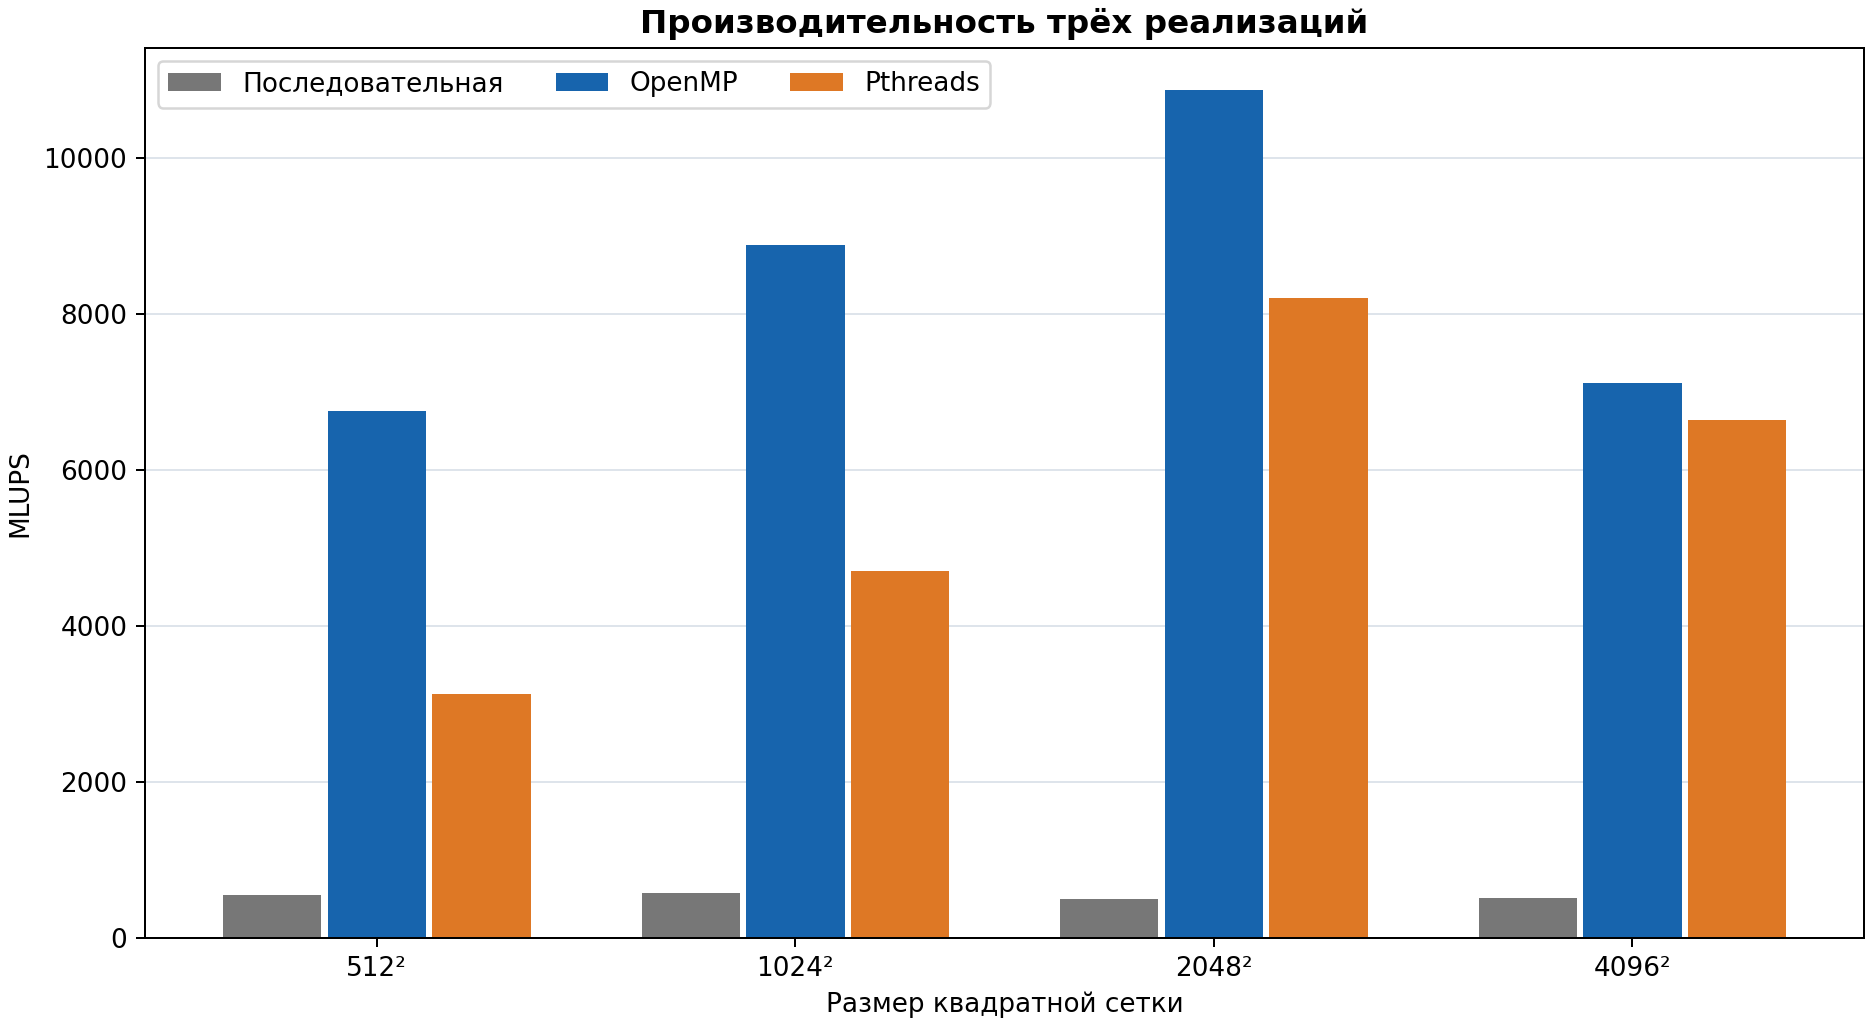 Производительность трёх реализаций
Последовательная OpenMP Pthreads
10000
8000
6000
4000
2000
0
MLUPS
512² 1024² 2048² 4096²
Размер квадратной сетки